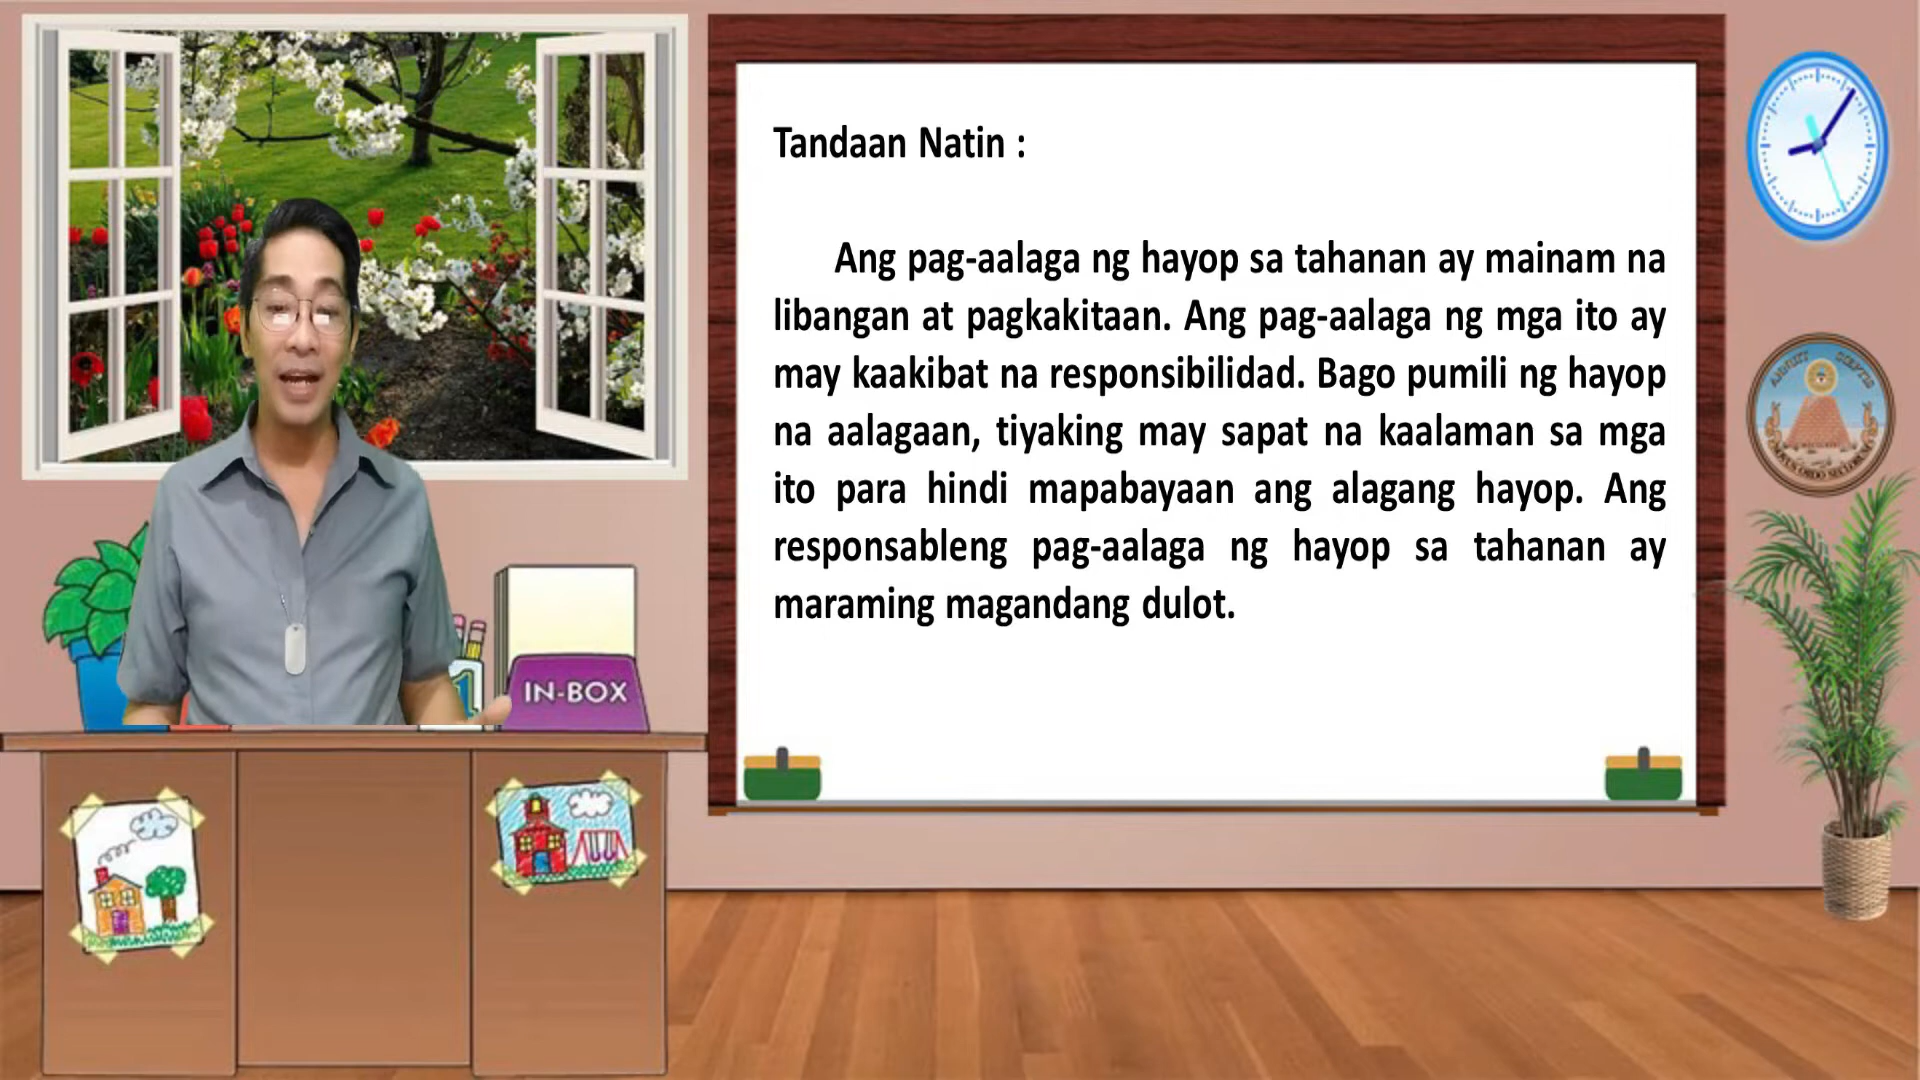 Tandaan Natin :
Ang pag-aalaga ng hayop sa tahanan ay mainam na
libangan at pagkakitaan. Ang pag-aalaga ng mga ito ay
may kaakibat na responsibilidad. Bago pumili ng hayop
na aalagaan, tiyaking may sapat na kaalaman sa mga
ito para hindi mapabayaan ang alagang hayop. Ang
responsableng pag-aalaga ng hayop sa tahanan ay
maraming magandang dulot.
IN-BOX
1